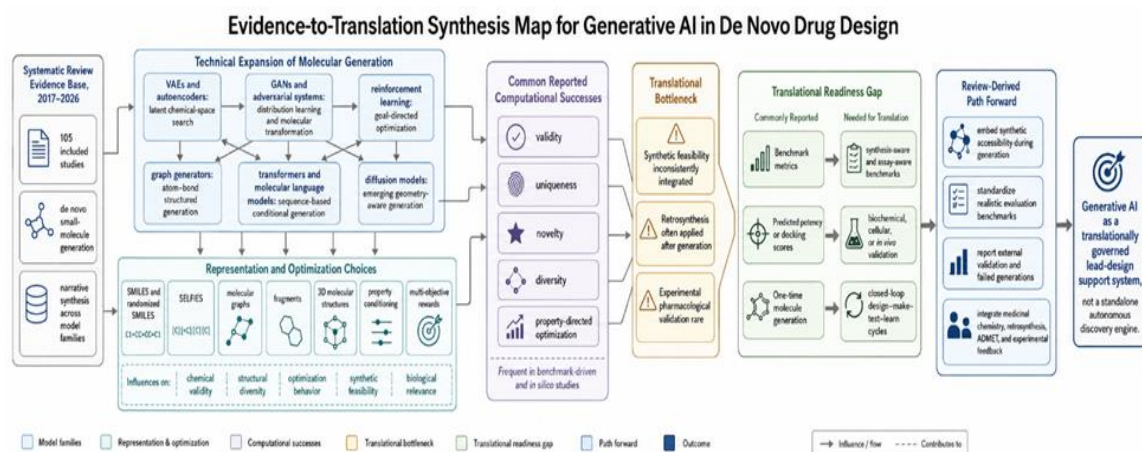 Evidence-to-Translation Synthesis Map for Generative AI in De Novo Drug Design
Systematic Review
Evidence Base,
2017–2026
105
included
studies
de novo
small-
molecule
generation
narrative
synthesis
across
model
families
Technical Expansion of Molecular Generation
VAEs and
autoencoders:
latent chemical-space
search
GANs and
adversarial systems:
distribution learning
and molecular
transformation
reinforcement
learning:
goal-directed
optimization
graph generators:
atom–bond
structured
generation
transformers and
molecular language
models: sequence-based
conditional generation
diffusion models:
emerging geometry-
aware generation
Representation and Optimization Choices
SMILES and
randomized
SMILES
SELFIES
molecular
graphs
fragments
3D molecular
structures
property
conditioning
multi-objective
rewards
Influences on:
chemical
validity
structural
diversity
optimization
behavior
synthetic
feasibility
biological
relevance
Common Reported
Computational Successes
validity
uniqueness
novelty
diversity
property-directed
optimization
Frequent in benchmark-driven
and in silico studies
Translational
Bottleneck
Synthetic feasibility
inconsistently
integrated
Retrosynthesis
often applied
after generation
Experimental
pharmacological
validation rare
Translational Readiness Gap
Commonly
Reported
Needed for
Translation
Benchmark
metrics
synthesis-aware
and assay-aware
benchmarks
Predicted potency
or docking
scores
biochemical,
cellular,
or in vivo
validation
One-time
molecule
generation
closed-loop
design–make-
test–learn
cycles
Review-Derived
Path Forward
embed synthetic
accessibility during
generation
standardize
realistic evaluation
benchmarks
report external
validation and
failed generations
integrate medicinal
chemistry, retrosynthesis,
ADMET, and experimental
feedback
Generative AI
as a
translationally
governed
lead-design
support system,
not a standalone
autonomous
discovery engine.
Model families
Representation & optimization
Computational successes
Translational bottleneck
Translational readiness gap
Path forward
Outcome
Influence / flow
Contributes to